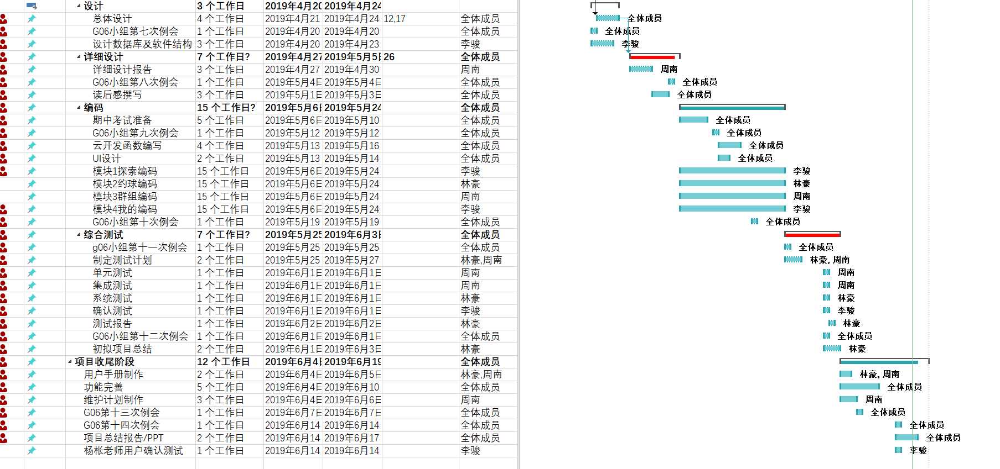 设计 3 个工作日 2019年4月20 2019年4月24
总体设计 4 个工作日 2019年4月21 2019年4月24 12,17 全体成员 全体成员
G06小组第七次例会 1 个工作日 2019年4月20 2019年4月20 全体成员 全体成员
设计数据库及软件结构 3 个工作日 2019年4月20 2019年4月23 李骏 李骏
详细设计 7 个工作日? 2019年4月27 2019年5月5日 26 全体成员
详细设计报告 3 个工作日 2019年4月27 2019年4月30 周南 周南
G06小组第八次例会 1 个工作日 2019年5月4日 2019年5月4日 全体成员 全体成员
读后感撰写 3 个工作日 2019年5月1日 2019年5月3日 全体成员 全体成员
编码 15 个工作日? 2019年5月6日 2019年5月24 全体成员
期中考试准备 5 个工作日 2019年5月6日 2019年5月10 全体成员 全体成员
G06小组第九次例会 1 个工作日 2019年5月12 2019年5月12 全体成员 全体成员
云开发函数编写 4 个工作日 2019年5月13 2019年5月16 全体成员 全体成员
UI设计 2 个工作日 2019年5月13 2019年5月14 全体成员 全体成员
模块1探索编码 15 个工作日 2019年5月6日 2019年5月24 李骏 李骏
模块2约球编码 15 个工作日 2019年5月6日 2019年5月24 林豪 林豪
模块3群组编码 15 个工作日 2019年5月6日 2019年5月24 周南 周南
模块4我的编码 15 个工作日 2019年5月6日 2019年5月24 李骏 李骏
G06小组第十次例会 1 个工作日 2019年5月19 2019年5月19 全体成员 全体成员
综合测试 7 个工作日? 2019年5月25 2019年6月3日 全体成员
g06小组第十一次例会 1 个工作日 2019年5月25 2019年5月25 全体成员 全体成员
制定测试计划 2 个工作日 2019年5月25 2019年5月27 林豪,周南 林豪, 周南
单元测试 1 个工作日 2019年6月1日 2019年6月1日 周南 周南
集成测试 1 个工作日 2019年6月1日 2019年6月1日 周南 周南
系统测试 1 个工作日 2019年6月1日 2019年6月1日 林豪 林豪
确认测试 1 个工作日 2019年6月1日 2019年6月1日 李骏 李骏
测试报告 1 个工作日 2019年6月2日 2019年6月2日 林豪 林豪
G06小组第十二次例会 1 个工作日 2019年6月1日 2019年6月1日 全体成员 全体成员
初拟项目总结 2 个工作日 2019年6月1日 2019年6月3日 林豪 林豪
项目收尾阶段 12 个工作日 2019年6月4日 2019年6月19 全体成员
用户手册制作 2 个工作日 2019年6月4日 2019年6月5日 林豪,周南 林豪, 周南
功能完善 5 个工作日 2019年6月4日 2019年6月10 全体成员 全体成员
维护计划制作 3 个工作日 2019年6月4日 2019年6月6日 周南 周南
G06第十三次例会 1 个工作日 2019年6月7日 2019年6月7日 全体成员 全体成员
G06第十四次例会 1 个工作日 2019年6月14 2019年6月14 全体成员 全体成员
项目总结报告/PPT 2 个工作日 2019年6月14 2019年6月17 全体成员 全体成员
杨枨老师用户确认测试 1 个工作日 2019年6月14 2019年6月14 李骏 李骏